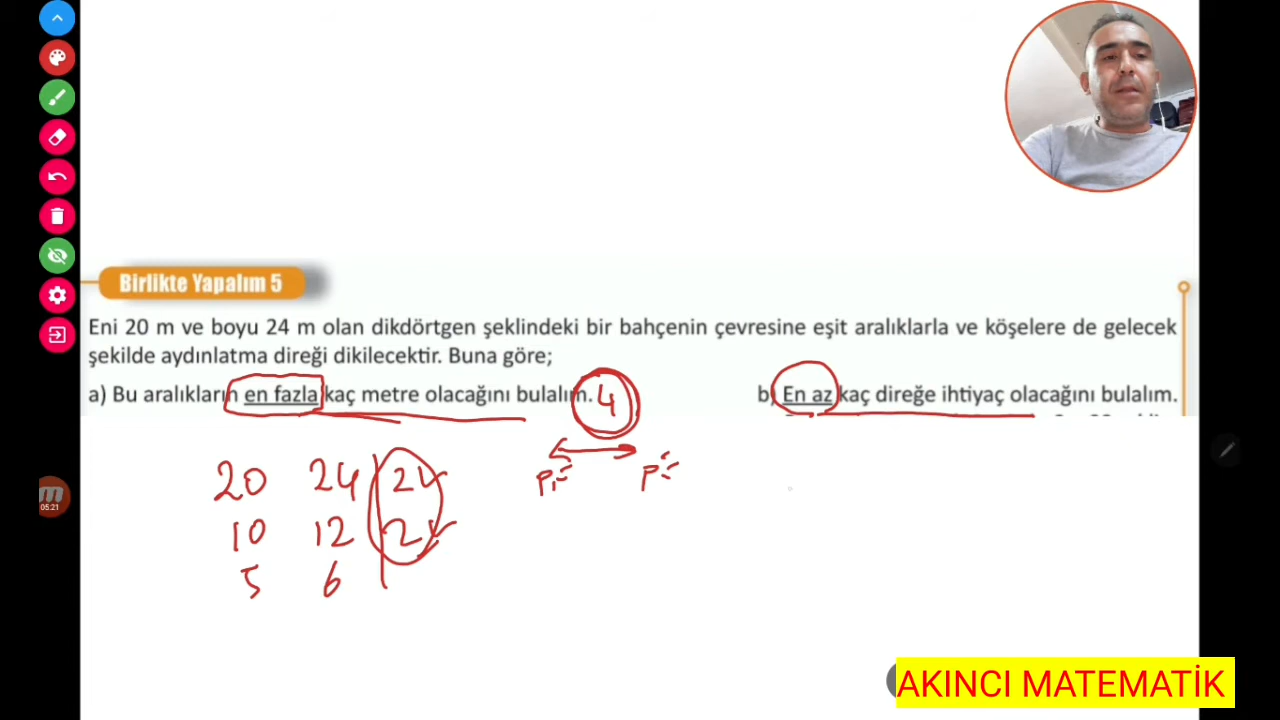 Birlikte Yapalım 5
Eni 20 m ve boyu 24 m olan dikdörtgen şeklindeki bir bahçenin çevresine eşit aralıklarla ve köşelere de gelecek
şekilde aydınlatma direği dikilecektir. Buna göre;
a) Bu aralıkların en fazla kaç metre olacağını bulalım. 4
b) En az kaç direğe ihtiyaç olacağını bulalım.
20 24 2
10 12 2
5 6
05:21
AKINCI MATEMATİK